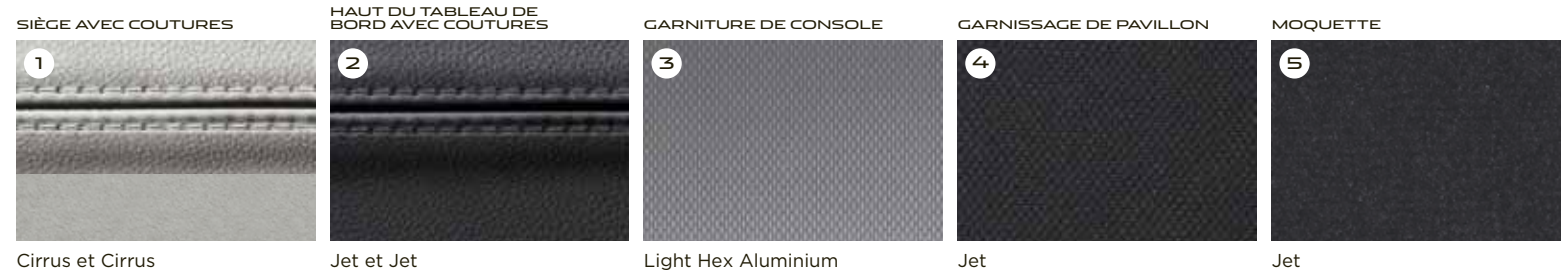 SIÈGE AVEC COUTURES
1
Cirrus et Cirrus
HAUT DU TABLEAU DE
BORD AVEC COUTURES
2
Jet et Jet
GARNITURE DE CONSOLE
3
Light Hex Aluminium
GARNISSAGE DE PAVILLON
4
Jet
MOQUETTE
5
Jet